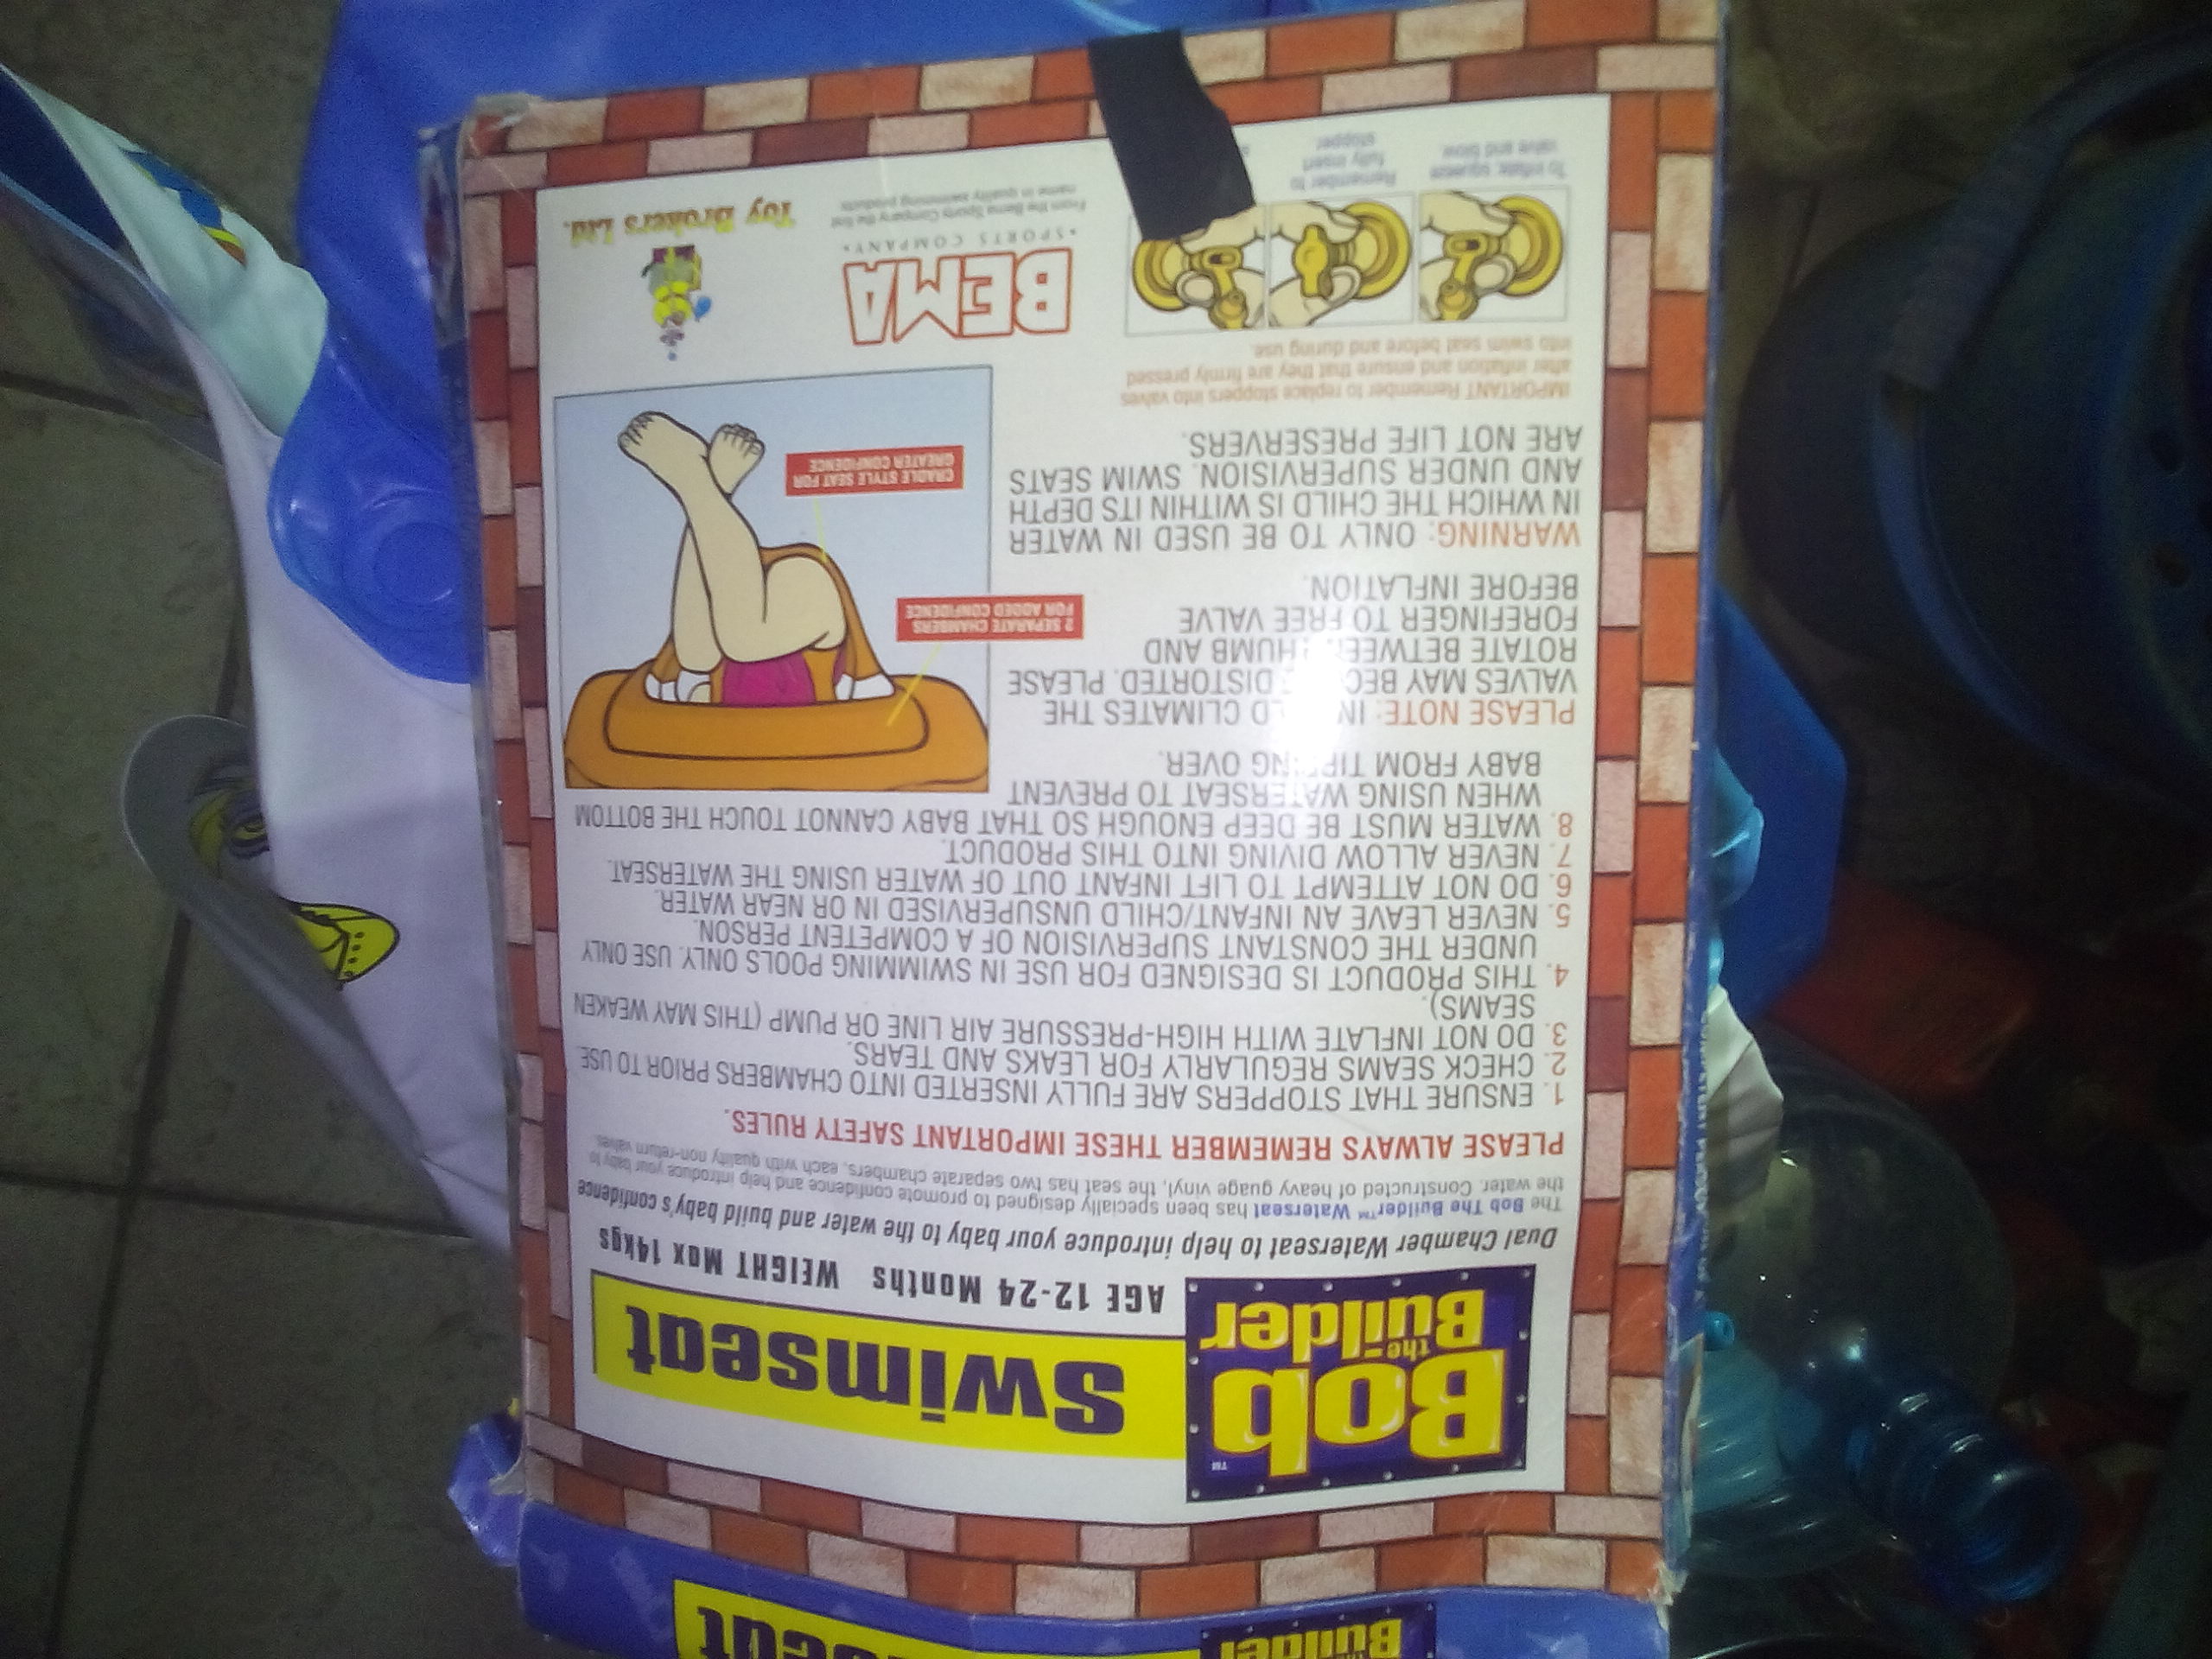 Bob
the
Builder
TM
Swimseat
AGE 12-24 Months WEIGHT Max 14kgs
Dual Chamber Waterseat to help introduce your baby to the water and build baby's confidence
The Bob The Builder™ Waterseat has been specially designed to promote confidence and help introduce your baby to
the water. Constructed of heavy guage vinyl, the seat has two separate chambers, each with quality non-return valves.
PLEASE ALWAYS REMEMBER THESE IMPORTANT SAFETY RULES.
1. ENSURE THAT STOPPERS ARE FULLY INSERTED INTO CHAMBERS PRIOR TO USE.
2. CHECK SEAMS REGULARLY FOR LEAKS AND TEARS.
3. DO NOT INFLATE WITH HIGH-PRESSURE AIR LINE OR PUMP (THIS MAY WEAKEN
SEAMS).
4. THIS PRODUCT IS DESIGNED FOR USE IN SWIMMING POOLS ONLY. USE ONLY
UNDER THE CONSTANT SUPERVISION OF A COMPETENT PERSON.
5. NEVER LEAVE AN INFANT/CHILD UNSUPERVISED IN OR NEAR WATER.
6. DO NOT ATTEMPT TO LIFT INFANT OUT OF WATER USING THE WATERSEAT.
7. NEVER ALLOW DIVING INTO THIS PRODUCT.
8. WATER MUST BE DEEP ENOUGH SO THAT BABY CANNOT TOUCH THE BOTTOM
WHEN USING WATERSEAT TO PREVENT
BABY FROM TIPPING OVER.
PLEASE NOTE: IN COLD CLIMATES THE
VALVES MAY BECOME DISTORTED. PLEASE
ROTATE BETWEEN THUMB AND
FOREFINGER TO FREE VALVE
BEFORE INFLATION.
WARNING: ONLY TO BE USED IN WATER
IN WHICH THE CHILD IS WITHIN ITS DEPTH
AND UNDER SUPERVISION. SWIM SEATS
ARE NOT LIFE PRESERVERS.
2 SEPARATE CHAMBERS
FOR ADDED CONFIDENCE
CRADLE STYLE SEAT FOR
GREATER CONFIDENCE
IMPORTANT Remember to replace stoppers into valves
after inflation and ensure that they are firmly pressed
into swim seat before and during use.
To inflate, squeeze
valve and blow
Remember to
fully insert
stopper
BEMA
•SPORTS COMPANY•
From the Bema Sports Company the first
name in quality swimming products
Toy Brokers Ltd.